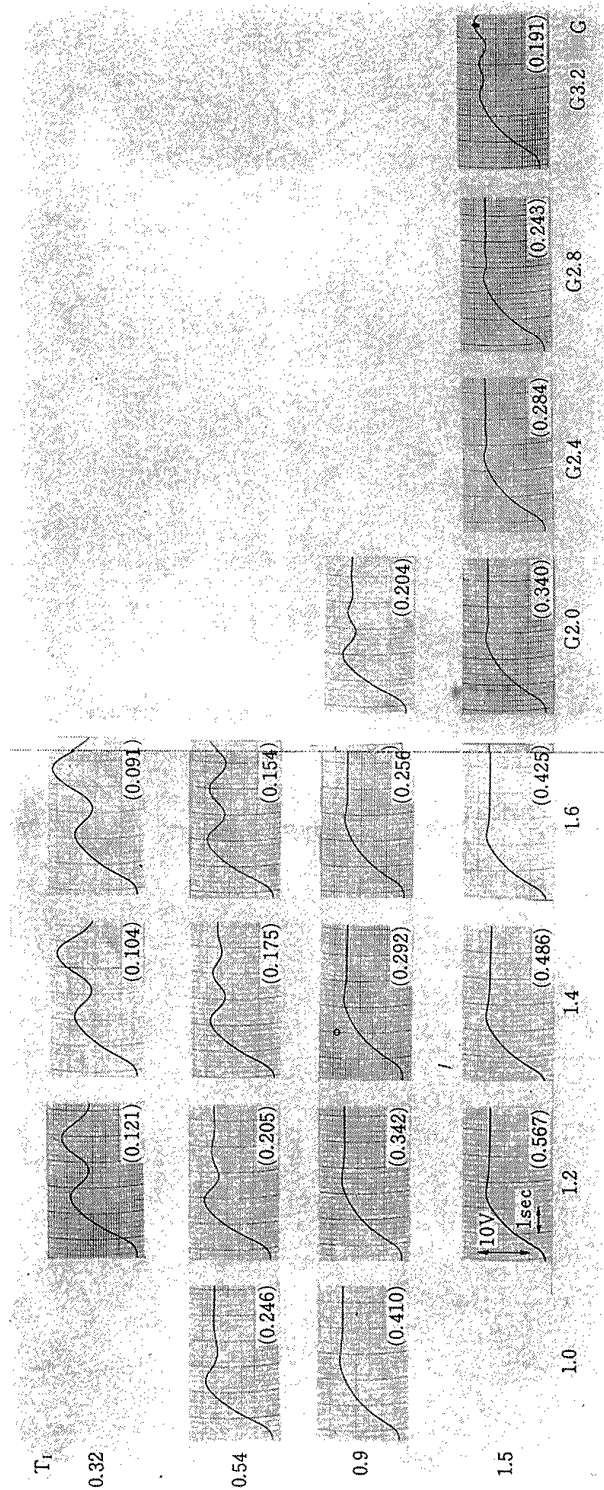 T1
0.32 (0.121) (0.104) (0.091)
0.54 (0.246) (0.205) (0.175) (0.154)
0.9 (0.410) (0.342) (0.292) (0.256) (0.204)
10V
1sec
1.5 (0.567) (0.486) (0.425) (0.340) (0.284) (0.243) (0.191)
1.0 1.2 1.4 1.6 G2.0 G2.4 G2.8 G3.2 G